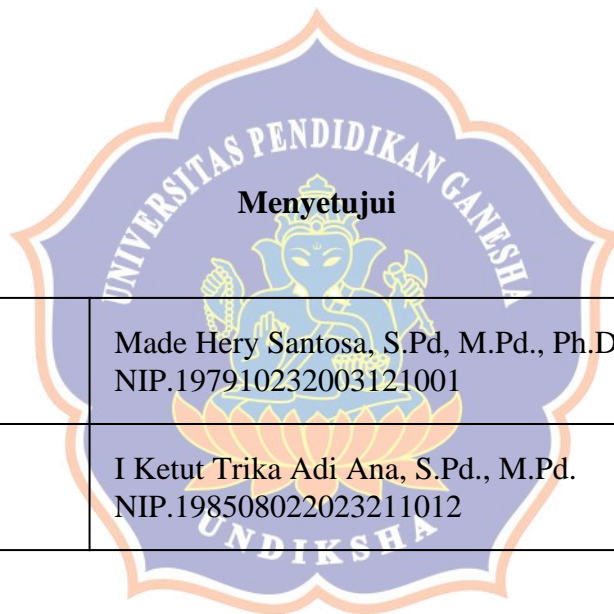 UNIVERSITAS PENDIDIKAN GANESHA
Menyetujui
Made Hery Santosa, S.Pd, M.Pd., Ph.D
NIP.197910232003121001
I Ketut Trika Adi Ana, S.Pd., M.Pd.
NIP.198508022023211012
UNDIKSHA